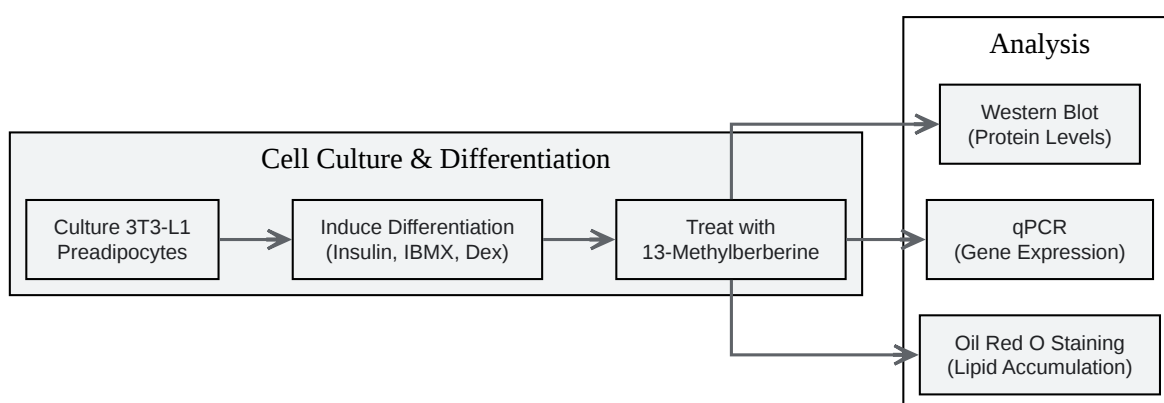 Cell Culture & Differentiation
Culture 3T3-L1
Preadipocytes
Induce Differentiation
(Insulin, IBMX, Dex)
Treat with
13-Methylberberine
Analysis
Western Blot
(Protein Levels)
qPCR
(Gene Expression)
Oil Red O Staining
(Lipid Accumulation)